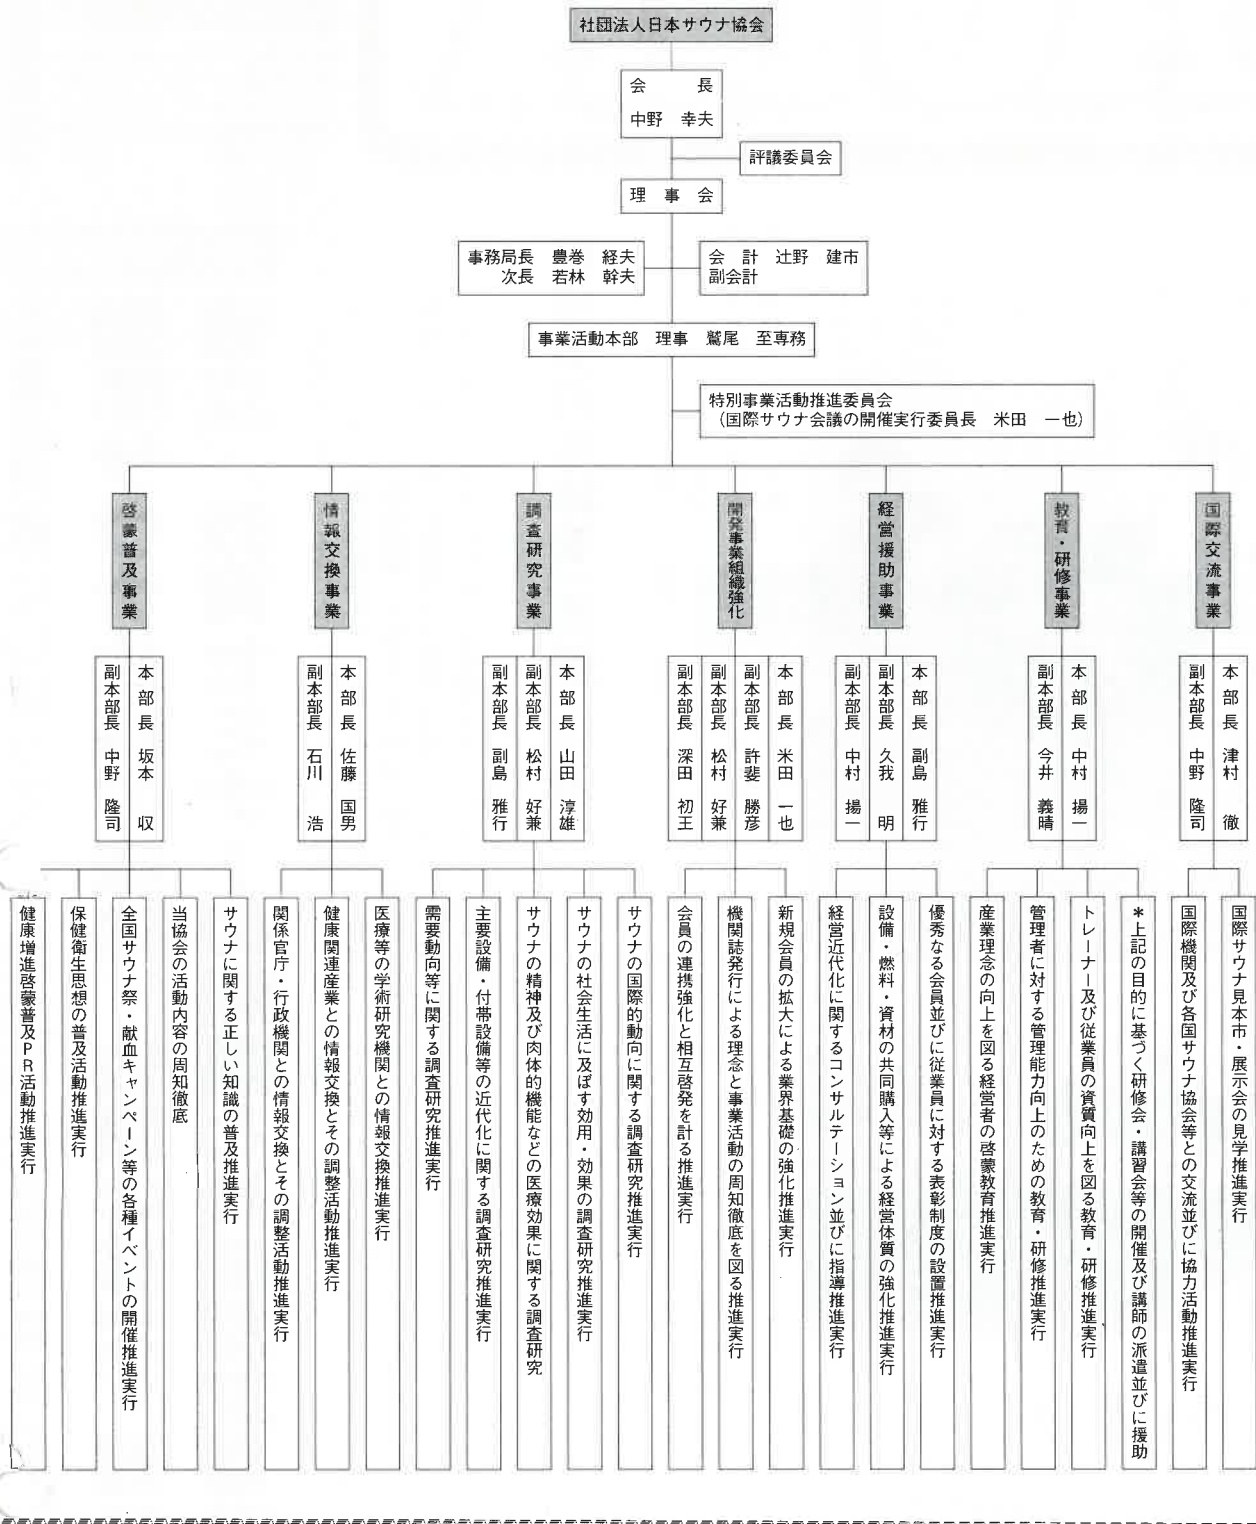 社団法人日本サウナ協会
会　長
中野　幸夫
評議委員会
理　事　会
事務局長　豊巻　経夫
次長　若林　幹夫
会　計　辻野　建市
副会計
事業活動本部　理事　鷲尾　至専務
特別事業活動推進委員会
（国際サウナ会議の開催実行委員長　米田　一也）
国際交流事業
教育・研修事業
経営援助事業
開発事業組織強化
調査研究事業
情報交換事業
啓蒙普及事業
本部長　津村　徹
副本部長　中野　隆司
本部長　中村　揚一
副本部長　今井　義晴
本部長　副島　雅行
副本部長　久我　明
副本部長　中村　揚一
本部長　米田　一也
副本部長　許斐　勝彦
副本部長　松村　好兼
副本部長　深田　初王
本部長　山田　淳雄
副本部長　松村　好兼
副本部長　副島　雅行
本部長　佐藤　国男
副本部長　石川　浩
本部長　坂本　収
副本部長　中野　隆司
国際サウナ見本市・展示会の見学推進実行
国際機関及び各国サウナ協会等との交流並びに協力活動推進実行
＊上記の目的に基づく研修会・講習会等の開催及び講師の派遣並びに援助
トレーナー及び従業員の資質向上を図る教育・研修推進実行
管理者に対する管理能力向上のための教育・研修推進実行
産業理念の向上を図る経営者の啓蒙教育推進実行
優秀なる会員並びに従業員に対する表彰制度の設置推進実行
設備・燃料・資材の共同購入等による経営体質の強化推進実行
経営近代化に関するコンサルテーション並びに指導推進実行
新規会員の拡大による業界基礎の強化推進実行
機関誌発行による理念と事業活動の周知徹底を図る推進実行
会員の連携強化と相互啓発を計る推進実行
サウナの国際的動向に関する調査研究推進実行
サウナの社会生活に及ぼす効用・効果の調査研究推進実行
サウナの精神及び肉体的機能などの医療効果に関する調査研究
主要設備・付帯設備等の近代化に関する調査研究推進実行
需要動向等に関する調査研究推進実行
医療等の学術研究機関との情報交換推進実行
健康関連産業との情報交換とその調整活動推進実行
関係官庁・行政機関との情報交換とその調整活動推進実行
サウナに関する正しい知識の普及推進実行
当協会の活動内容の周知徹底
全国サウナ祭・献血キャンペーン等の各種イベントの開催推進実行
保健衛生思想の普及活動推進実行
健康増進啓蒙普及ＰＲ活動推進実行